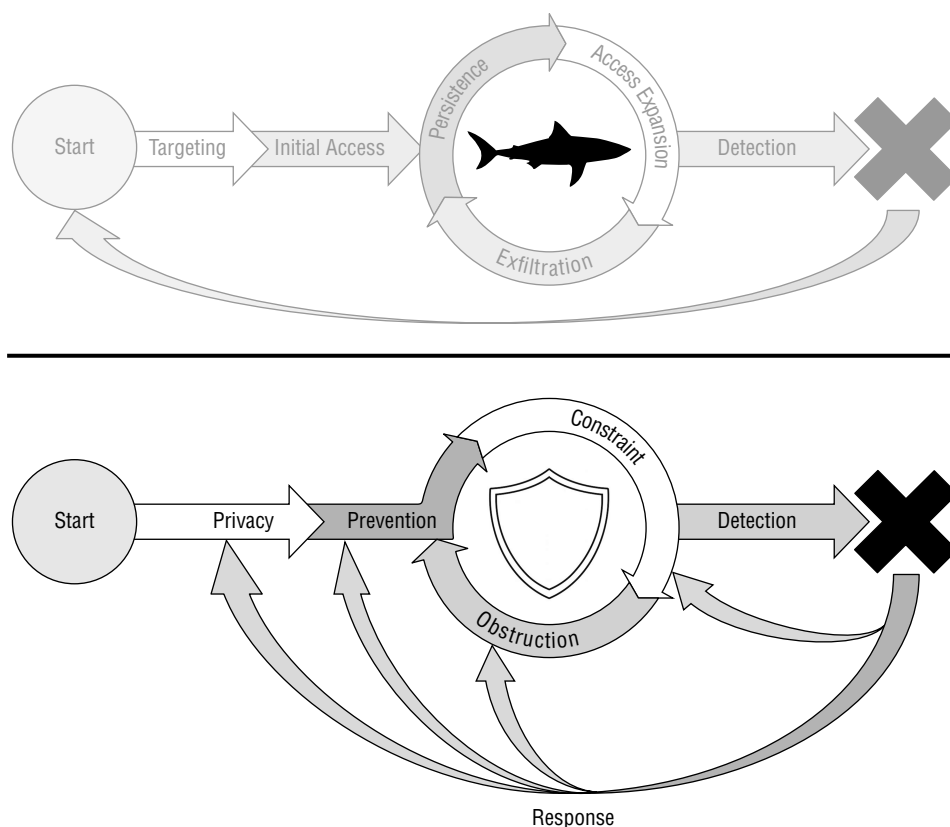 Start
Targeting
Initial Access
Persistence
Access Expansion
Exfiltration
Detection
Start
Privacy
Prevention
Constraint
Obstruction
Detection
Response